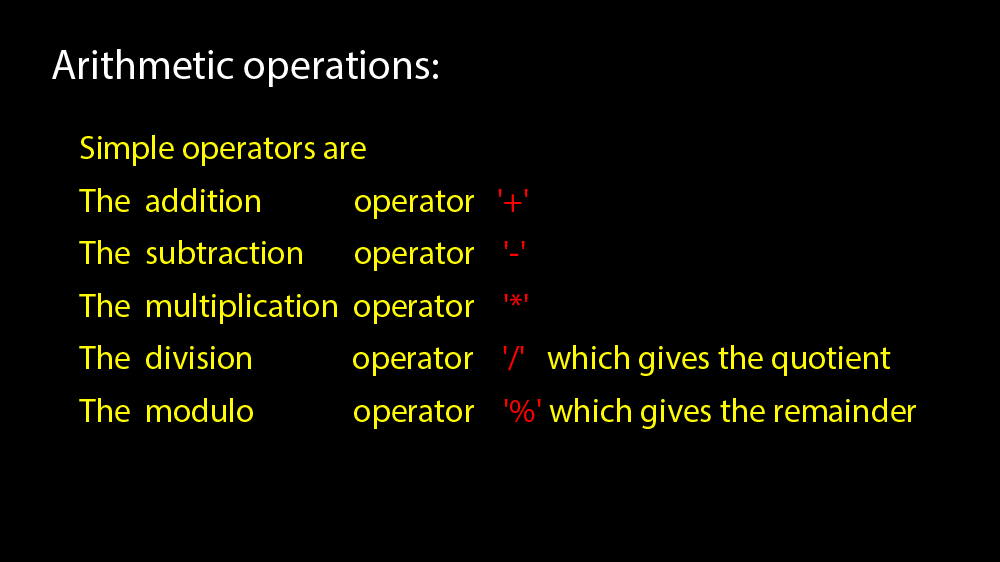 Arithmetic operations:
Simple operators are
The addition operator '+'
The subtraction operator '-'
The multiplication operator '*'
The division operator '/' which gives the quotient
The modulo operator '%' which gives the remainder